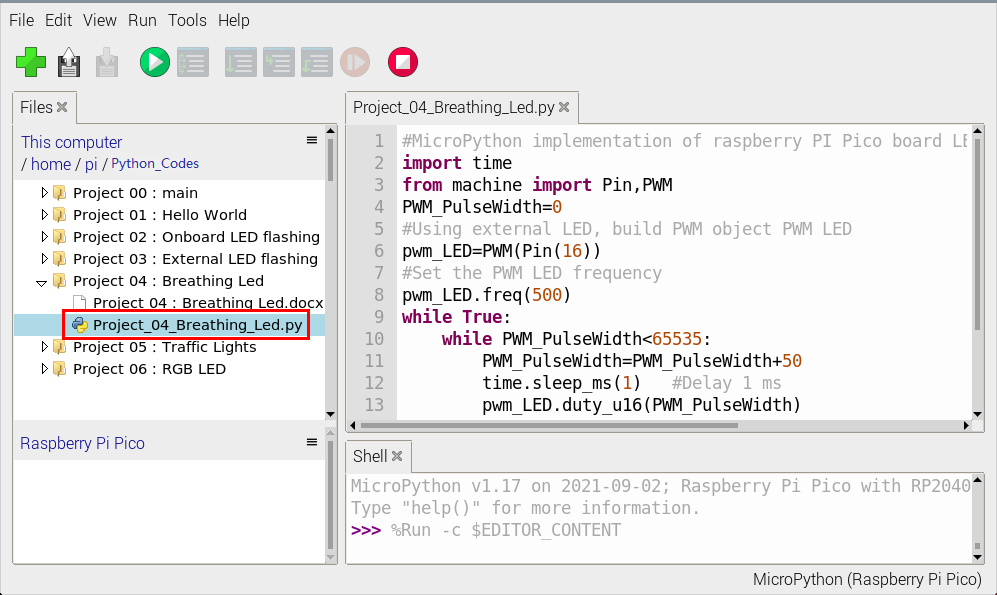 File Edit View Run Tools Help
Files
This computer
/ home / pi / Python_Codes
Project 00 : main
Project 01 : Hello World
Project 02 : Onboard LED flashing
Project 03 : External LED flashing
Project 04 : Breathing Led
Project 04 : Breathing Led.docx
Project_04_Breathing_Led.py
Project 05 : Traffic Lights
Project 06 : RGB LED
Raspberry Pi Pico
Project_04_Breathing_Led.py
1 #MicroPython implementation of raspberry PI Pico board LE
2 import time
3 from machine import Pin,PWM
4 PWM_PulseWidth=0
5 #Using external LED, build PWM object PWM LED
6 pwm_LED=PWM(Pin(16))
7 #Set the PWM LED frequency
8 pwm_LED.freq(500)
9 while True:
10 while PWM_PulseWidth<65535:
11 PWM_PulseWidth=PWM_PulseWidth+50
12 time.sleep_ms(1) #Delay 1 ms
13 pwm_LED.duty_u16(PWM_PulseWidth)
Shell
MicroPython v1.17 on 2021-09-02; Raspberry Pi Pico with RP2040
Type "help()" for more information.
>>> %Run -c $EDITOR_CONTENT
MicroPython (Raspberry Pi Pico)